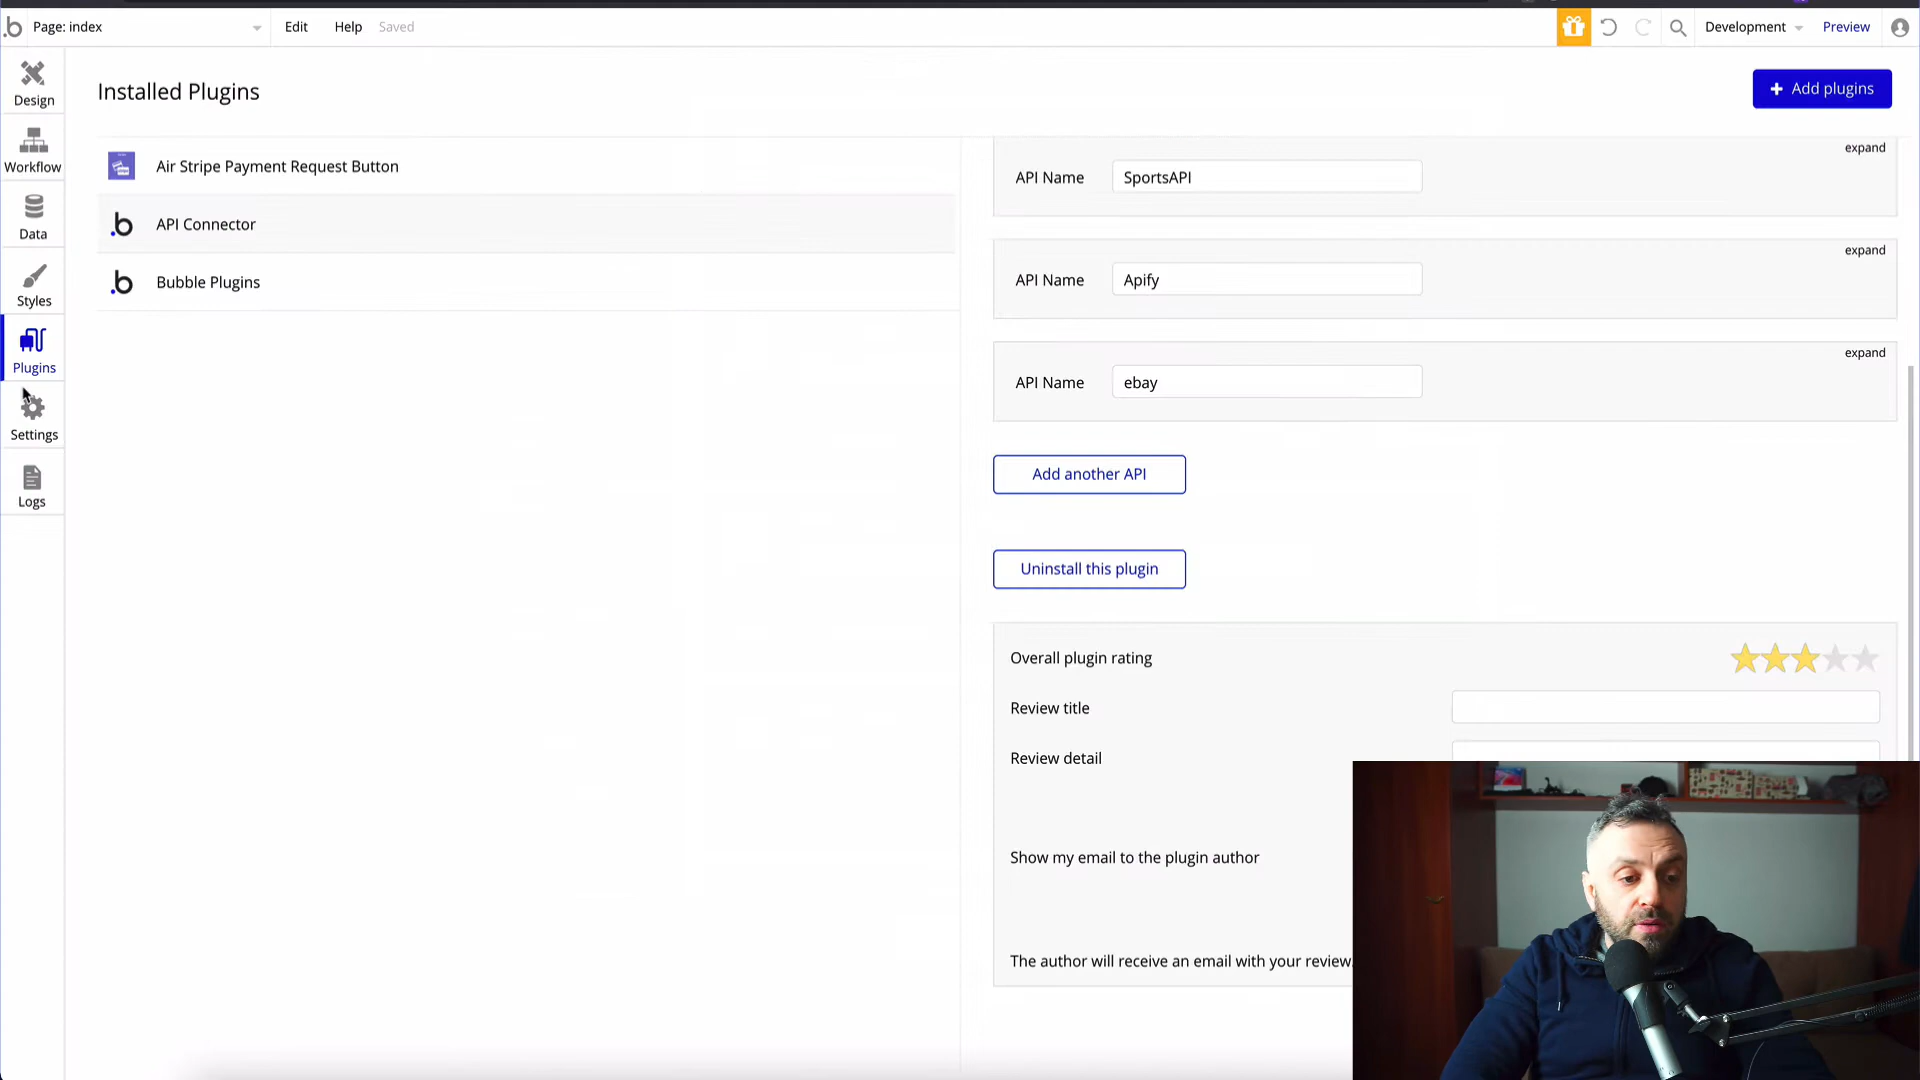 Page: index
Edit
Help
Saved
Development
Preview
Design
Workflow
Data
Styles
Plugins
Settings
Logs
Installed Plugins
Add plugins
Air Stripe Payment Request Button
API Connector
Bubble Plugins
expand
API Name
SportsAPI
expand
API Name
Apify
expand
API Name
ebay
Add another API
Uninstall this plugin
Overall plugin rating
Review title
Review detail
Show my email to the plugin author
The author will receive an email with your review.